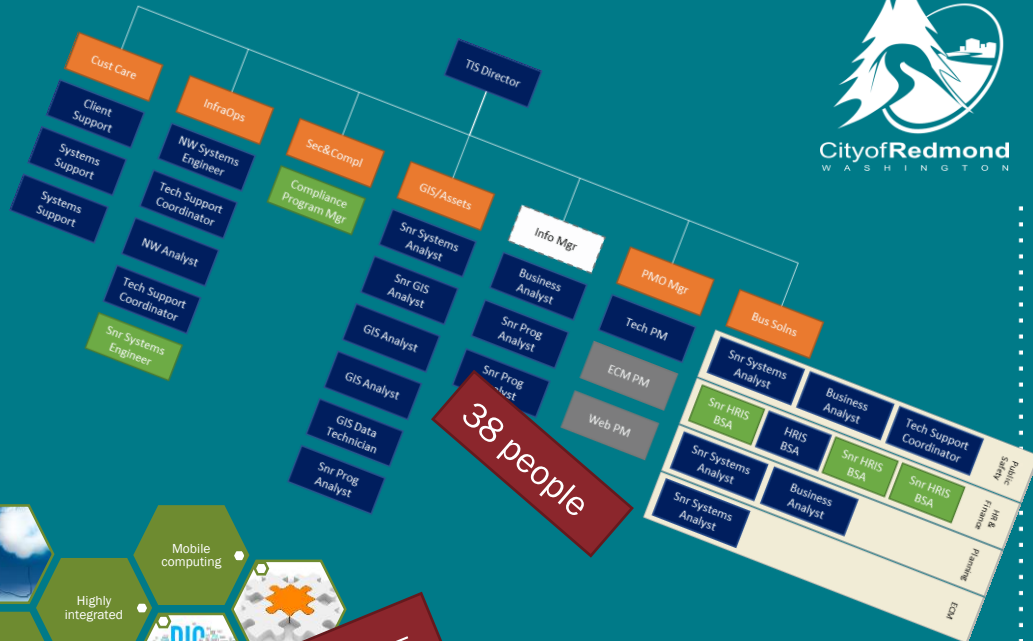 TIS Director
CityofRedmond
WASHINGTON
Cust Care
Client
Support
Systems
Support
Systems
Support
InfraOps
NW Systems
Engineer
Tech Support
Coordinator
NW Analyst
Tech Support
Coordinator
Snr Systems
Engineer
Sec&Compl
Compliance
Program Mgr
GIS/Assets
Snr Systems
Analyst
Snr GIS
Analyst
GIS Analyst
GIS Analyst
GIS Data
Technician
Snr Prog
Analyst
Info Mgr
Business
Analyst
Snr Prog
Analyst
Snr Prog
PMO Mgr
Tech PM
ECM PM
Web PM
Bus Solns
Snr Systems
Analyst
Business
Analyst
Tech Support
Coordinator
Public
Safety
Snr HRIS
BSA
HRIS
BSA
Snr HRIS
BSA
Snr HRIS
BSA
HR &
Finance
Snr Systems
Analyst
Business
Analyst
Planning
Snr Systems
Analyst
ECM
38 people
Mobile
computing
Highly
integrated